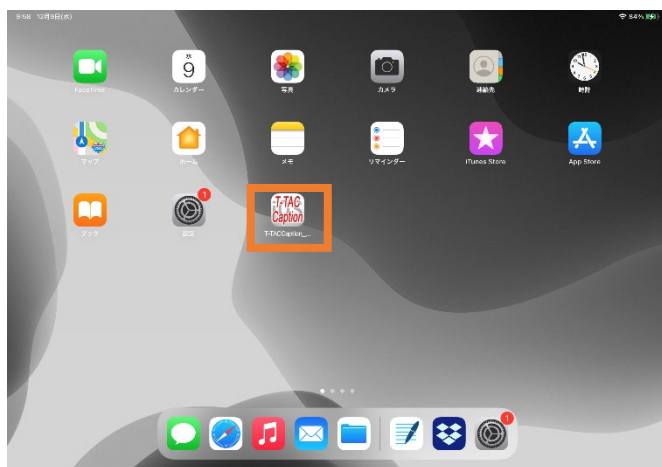 9:58 12月9日(水)
84%
FaceTime
水
9
カレンダー
写真
カメラ
連絡先
時計
マップ
ホーム
メモ
リマインダー
iTunes Store
App Store
ブック
1
設定
T-TAC
Caption
T-TACCaption_...
1